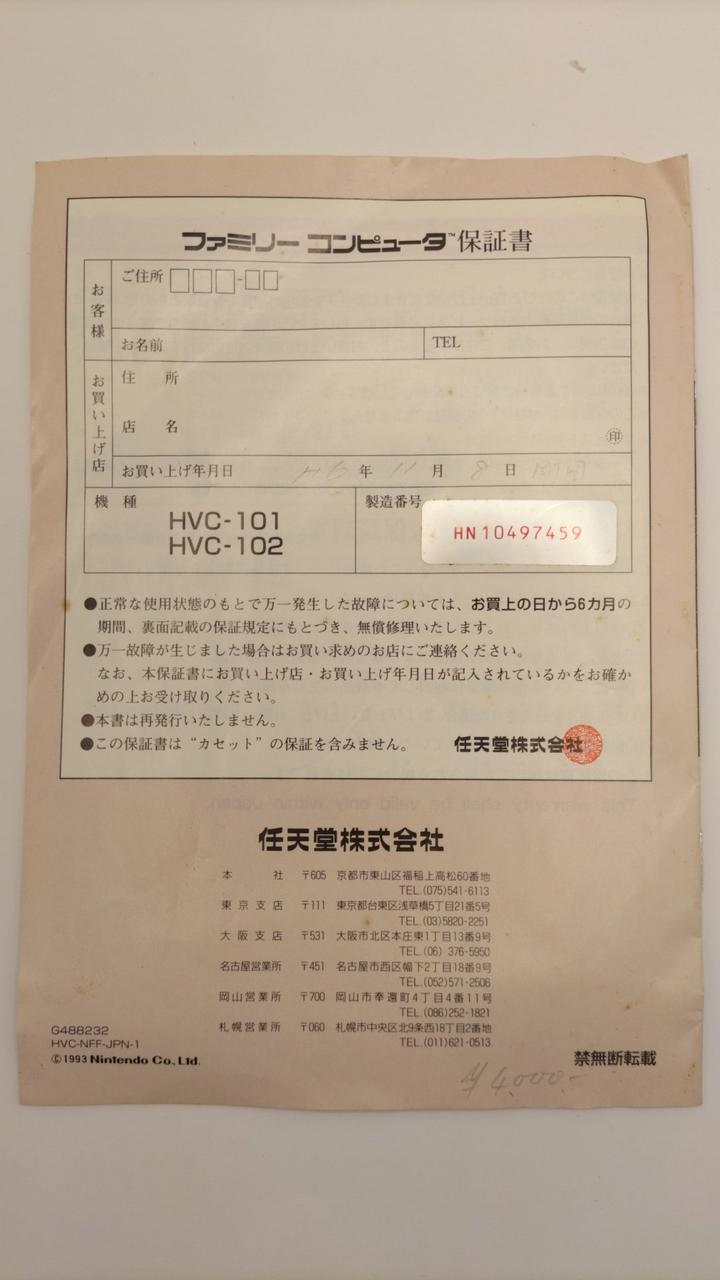 ファミリー コンピュータ™保証書
お客様
ご住所 □□□-□□
お名前
TEL
お買い上げ店
住 所
店 名
印
お買い上げ年月日 H6 年 11 月 8 日
機 種
HVC-101
HVC-102
製造番号
HN10497459
●正常な使用状態のもとで万一発生した故障については、お買上の日から6カ月の
期間、裏面記載の保証規定にもとづき、無償修理いたします。
●万一故障が生じました場合はお買い求めのお店にご連絡ください。
なお、本保証書にお買い上げ店・お買い上げ年月日が記入されているかをお確か
めの上お受け取りください。
●本書は再発行いたしません。
●この保証書は“カセット”の保証を含みません。
任天堂株式会社
任天堂株式会社
本 社 〒605 京都市東山区福稲上高松60番地
TEL.(075)541-6113
東京支店 〒111 東京都台東区浅草橋5丁目21番5号
TEL.(03)5820-2251
大阪支店 〒531 大阪市北区本庄東1丁目13番9号
TEL.(06) 376-5950
名古屋営業所 〒451 名古屋市西区幅下2丁目18番9号
TEL.(052)571-2506
岡山営業所 〒700 岡山市奉還町4丁目4番11号
TEL.(086)252-1821
札幌営業所 〒060 札幌市中央区北9条西18丁目2番地
TEL.(011)621-0513
G488232
HVC-NFF-JPN-1
©1993 Nintendo Co., Ltd.
禁無断転載
¥4,000-